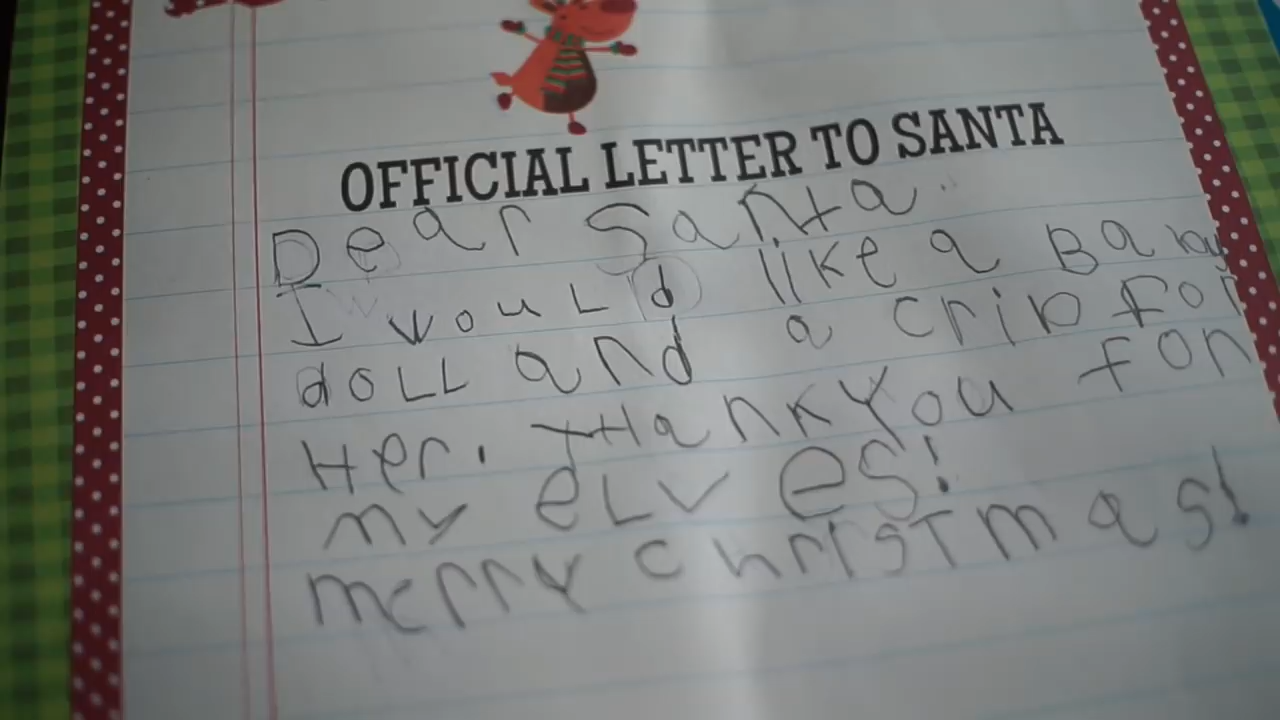 OFFICIAL LETTER TO SANTA
Dear Santa
I wouLd like a BaBy
doLL and a criB for
Her. tHank You for
my eLves!
merry christmas!